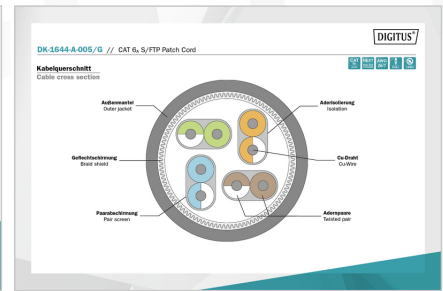 DIGITUS®
DK-1644-A-005/G // CAT 6A S/FTP Patch Cord
Kabelquerschnitt
Cable cross section
Außenmantel
Outer jacket
Aderisolierung
Isolation
Geflechtschirmung
Braid shield
Cu-Draht
Cu-Wire
Paarabschirmung
Pair screen
Adernpaare
Twisted pair